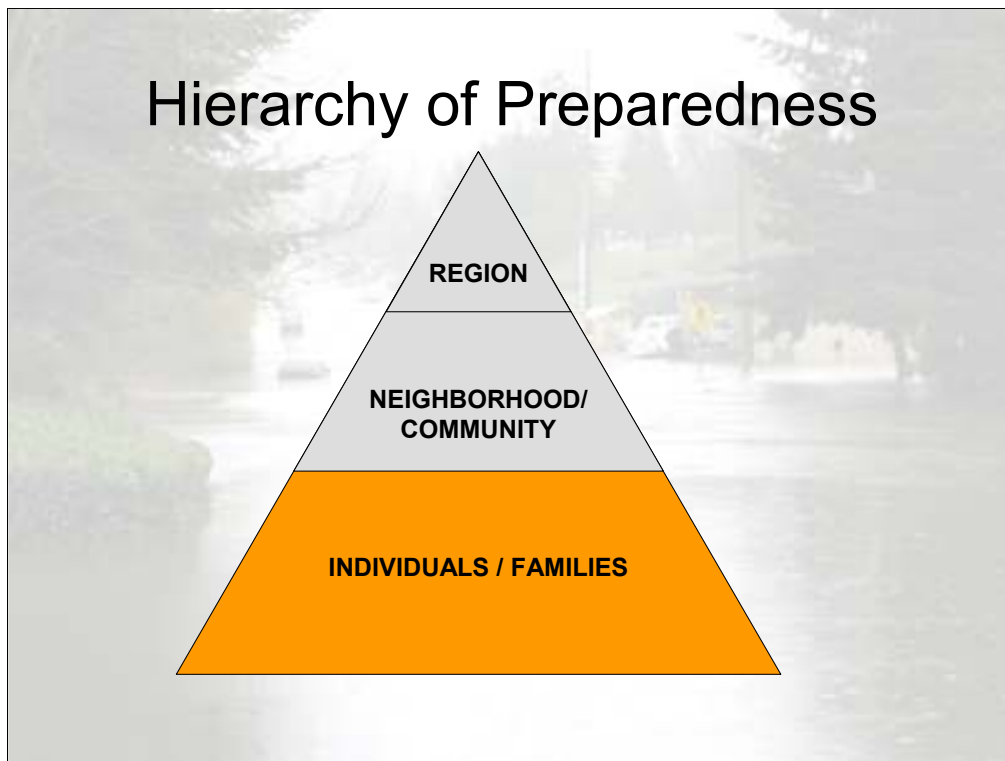 Hierarchy of Preparedness
REGION
NEIGHBORHOOD/
COMMUNITY
INDIVIDUALS / FAMILIES